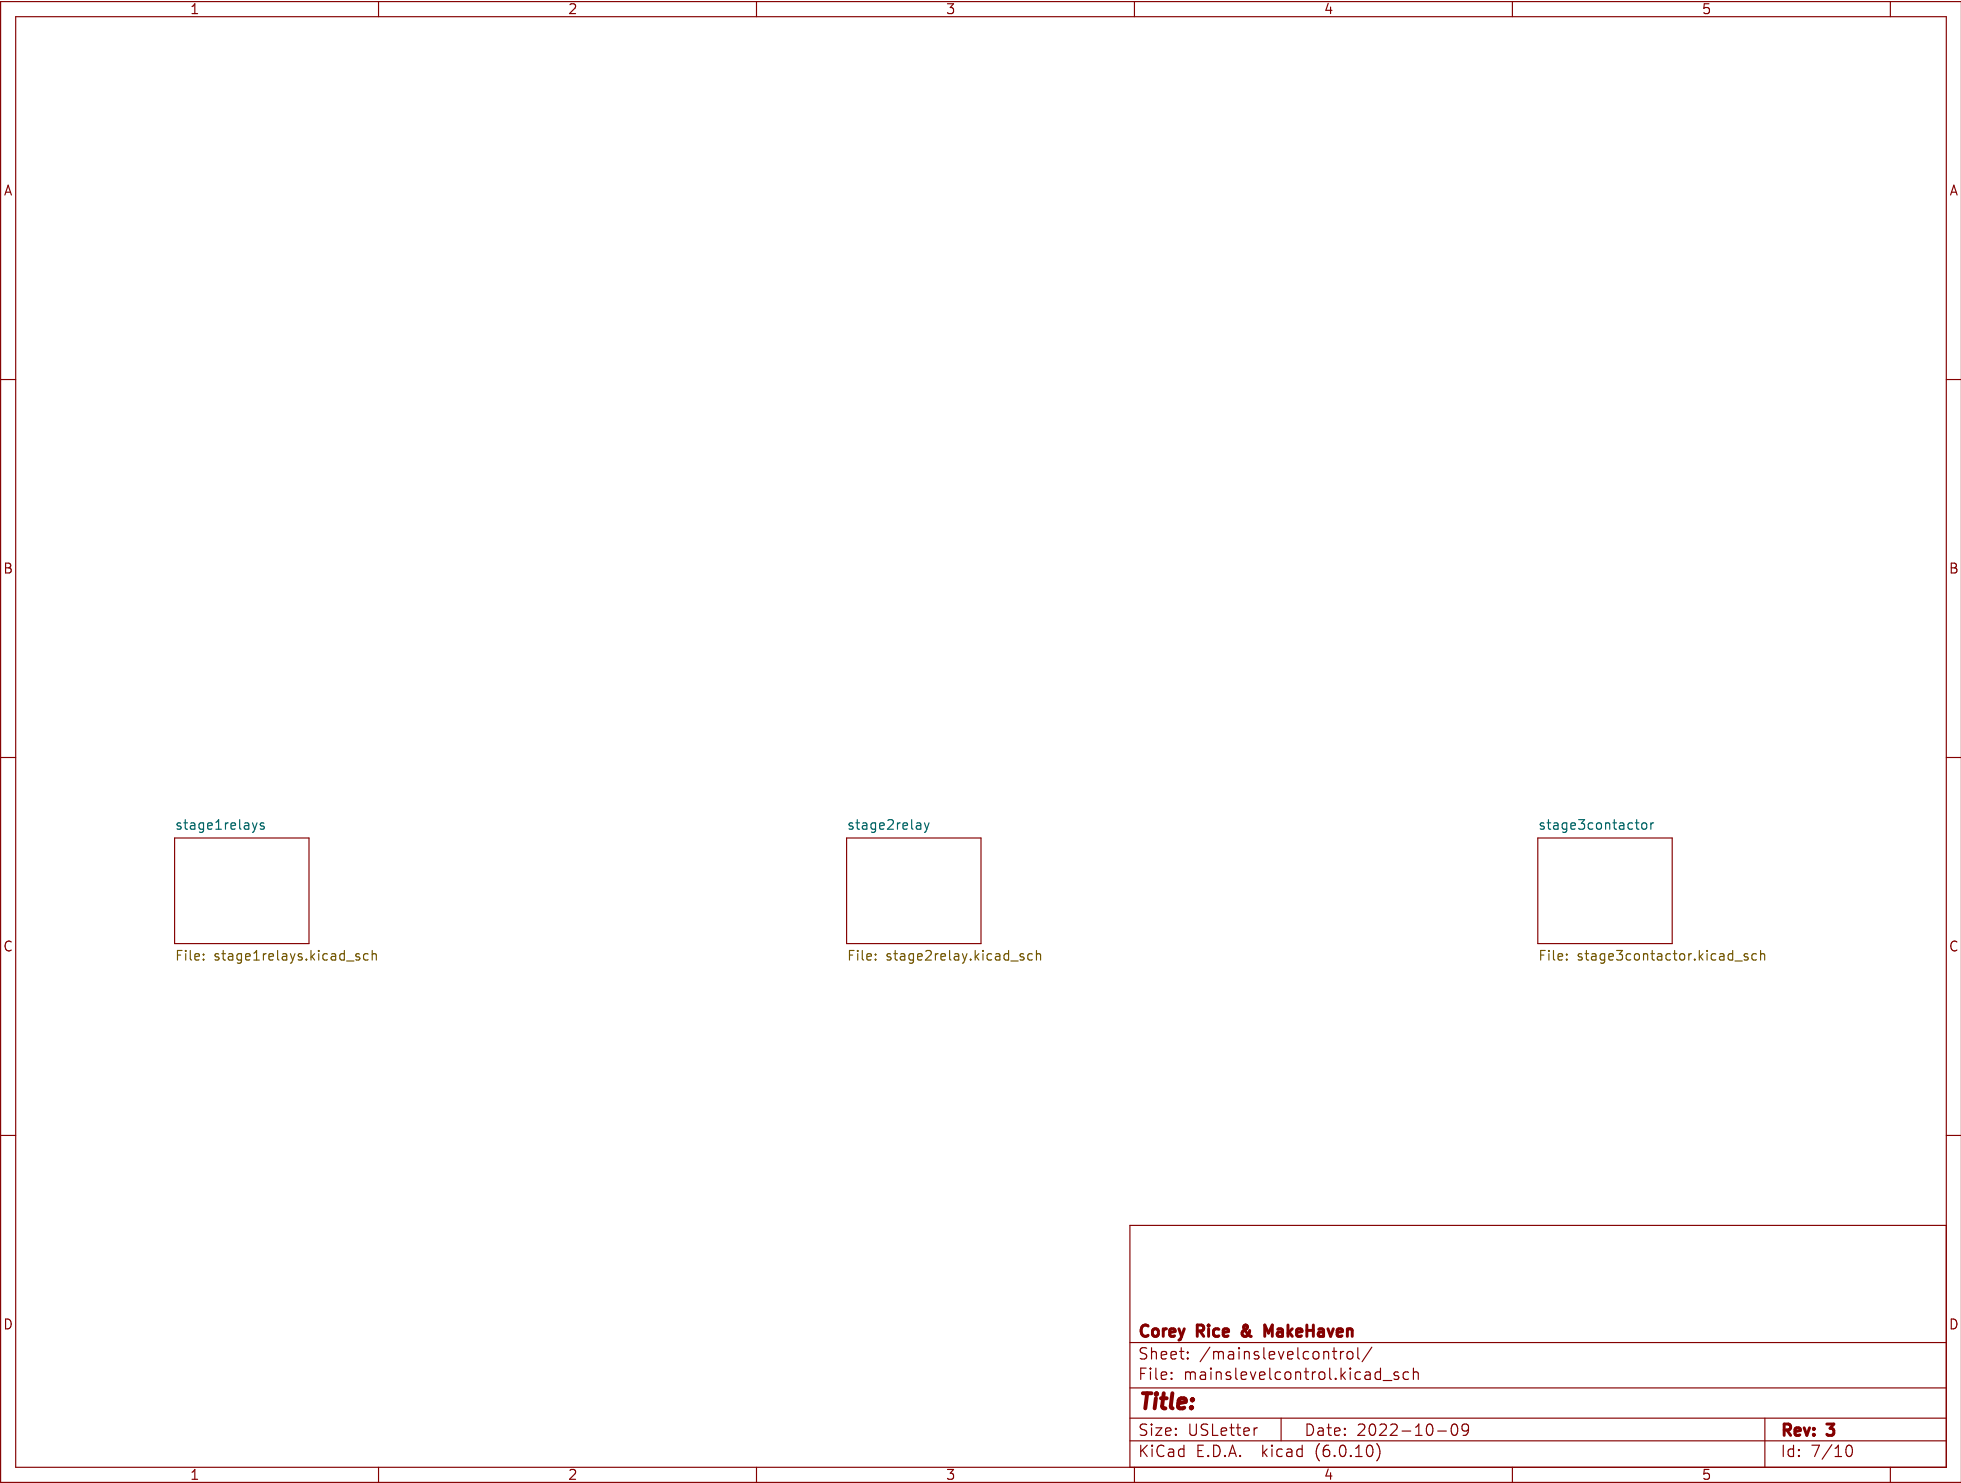 1 2 3 4 5
A A
B B
stage1relays stage2relay stage3contactor
C C
File: stage1relays.kicad_sch File: stage2relay.kicad_sch File: stage3contactor.kicad_sch
D D
Corey Rice & MakeHaven
Sheet: /mainslevelcontrol/
File: mainslevelcontrol.kicad_sch
Title:
Size: USLetter Date: 2022-10-09 Rev: 3
KiCad E.D.A. kicad (6.0.10) Id: 7/10
1 2 3 4 5